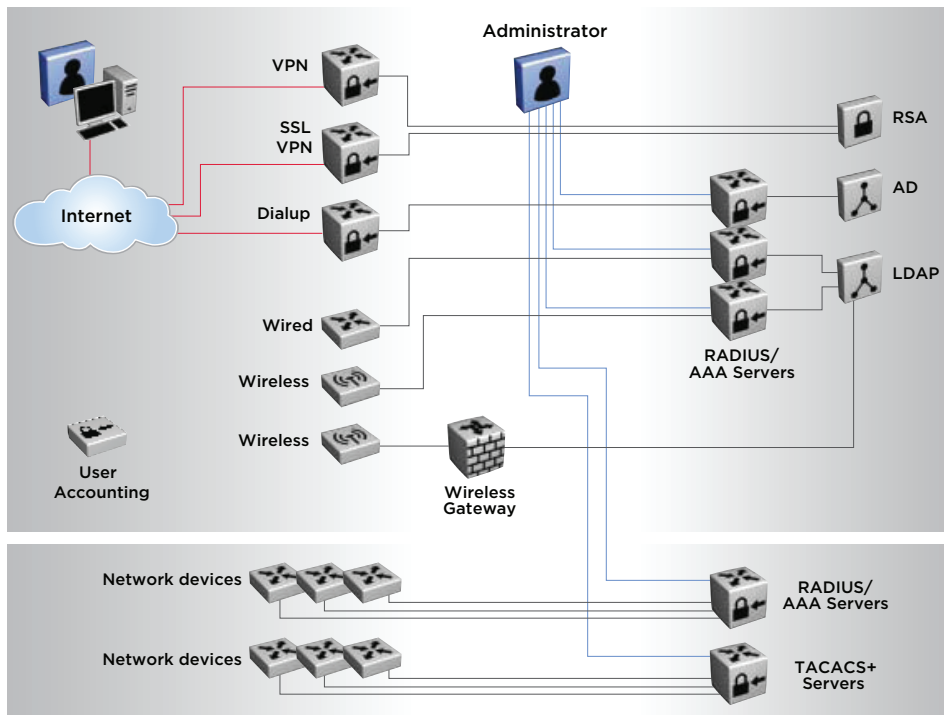 Administrator
VPN
SSL
VPN
Internet
Dialup
RSA
AD
LDAP
Wired
RADIUS/
AAA Servers
Wireless
Wireless
User
Accounting
Wireless
Gateway
Network devices
RADIUS/
AAA Servers
Network devices
TACACS+
Servers